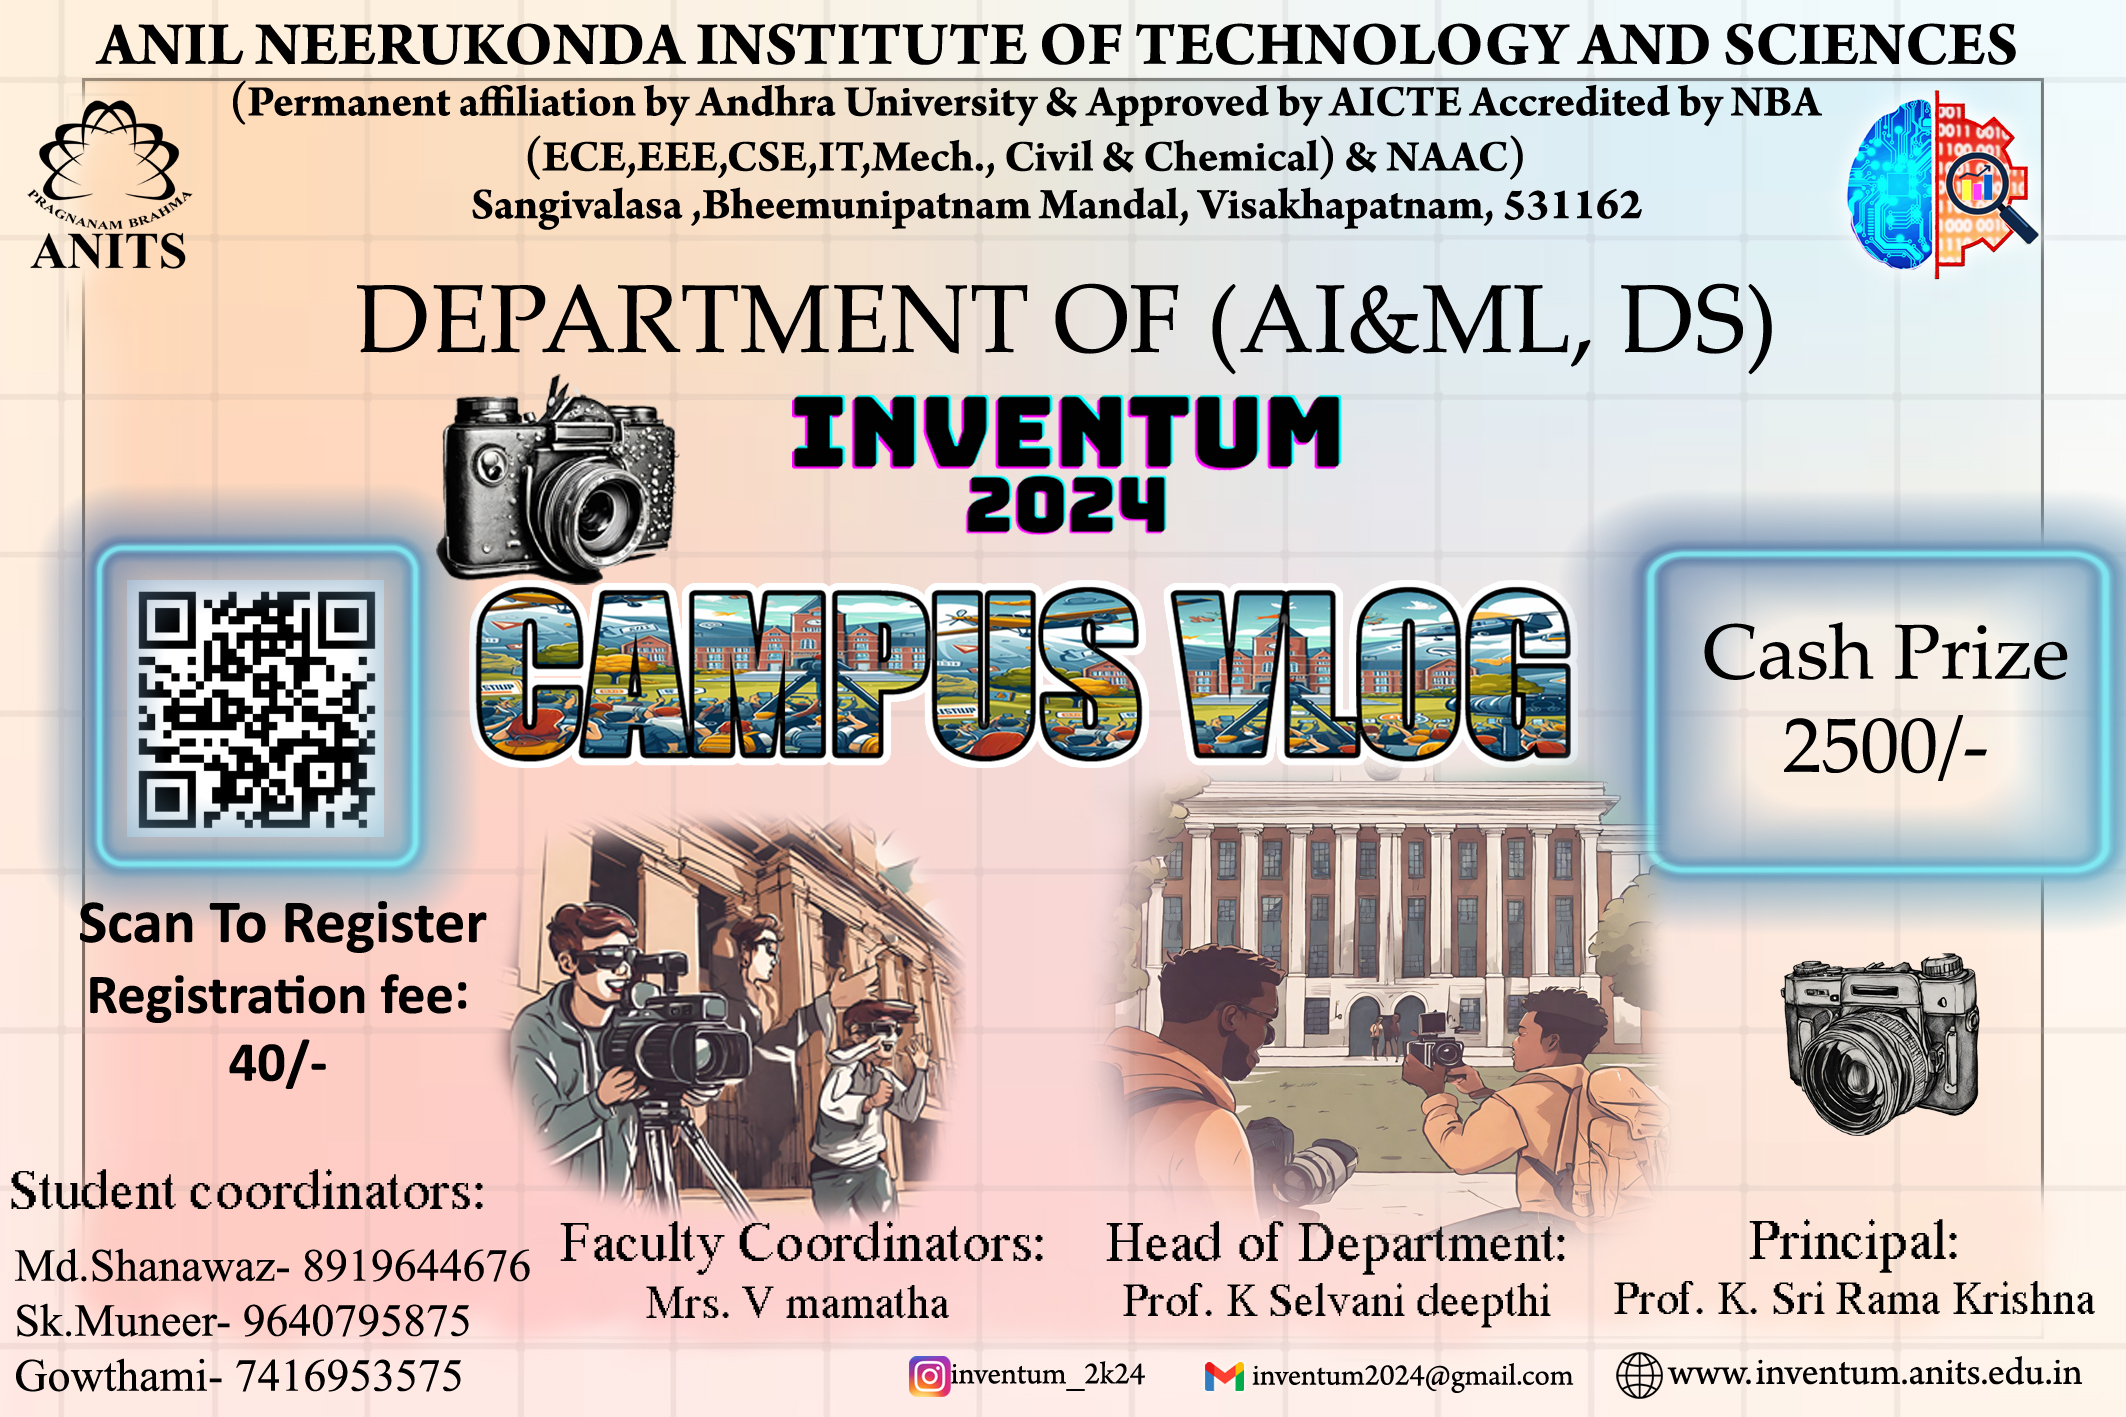 ANIL NEERUKONDA INSTITUTE OF TECHNOLOGY AND SCIENCES
(Permanent affiliation by Andhra University & Approved by AICTE Accredited by NBA
(ECE,EEE,CSE,IT,Mech., Civil & Chemical) & NAAC)
Sangivalasa ,Bheemunipatnam Mandal, Visakhapatnam, 531162
PRAGNANAM BRAHMA
ANITS
DEPARTMENT OF (AI&ML, DS)
INVENTUM
2024
CAMPUS VLOG
Cash Prize
2500/-
Scan To Register
Registration fee:
40/-
Student coordinators:
Md.Shanawaz- 8919644676
Sk.Muneer- 9640795875
Gowthami- 7416953575
Faculty Coordinators:
Mrs. V mamatha
Head of Department:
Prof. K Selvani deepthi
Principal:
Prof. K. Sri Rama Krishna
inventum_2k24
inventum2024@gmail.com
www.inventum.anits.edu.in